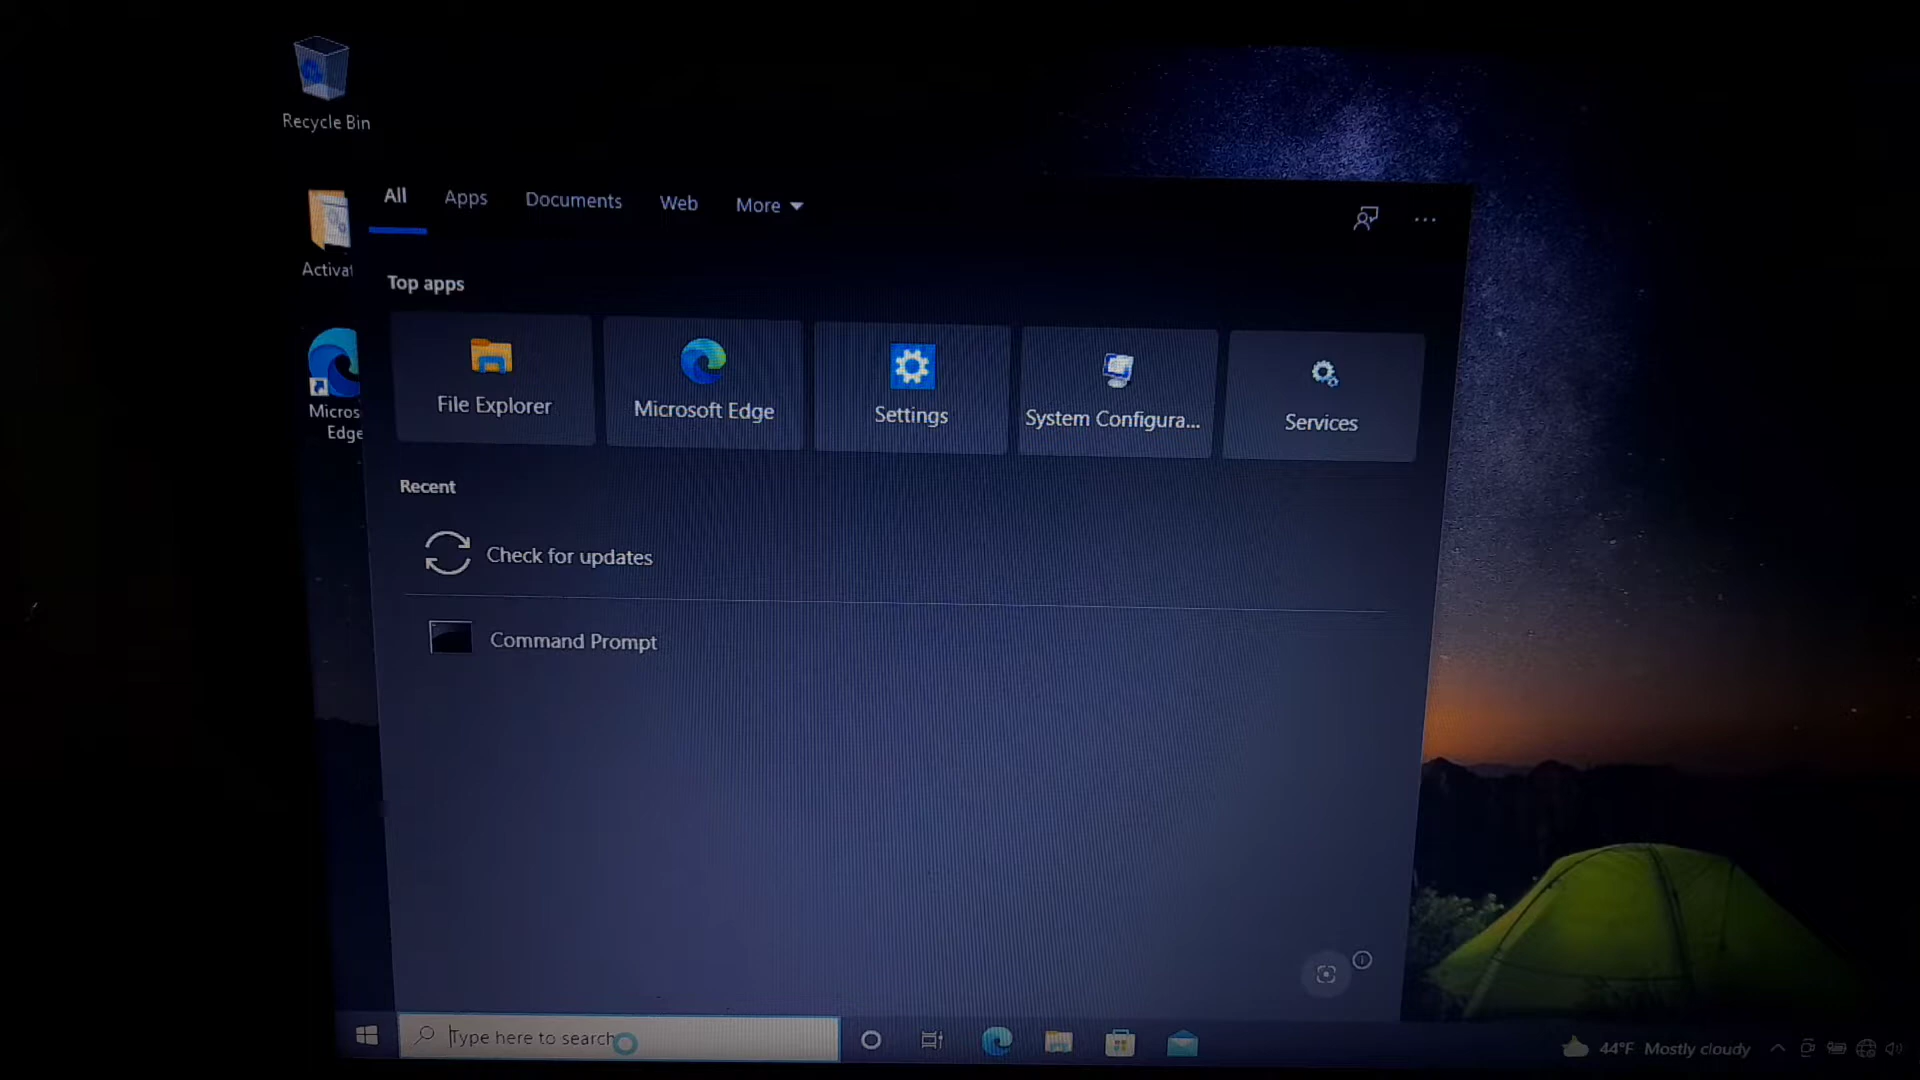 Recycle Bin
All Apps Documents Web More
Activat
Top apps
File Explorer
Microsoft Edge
Settings
System Configura...
Services
Micros
Edge
Recent
Check for updates
Command Prompt
Type here to search
44°F Mostly cloudy